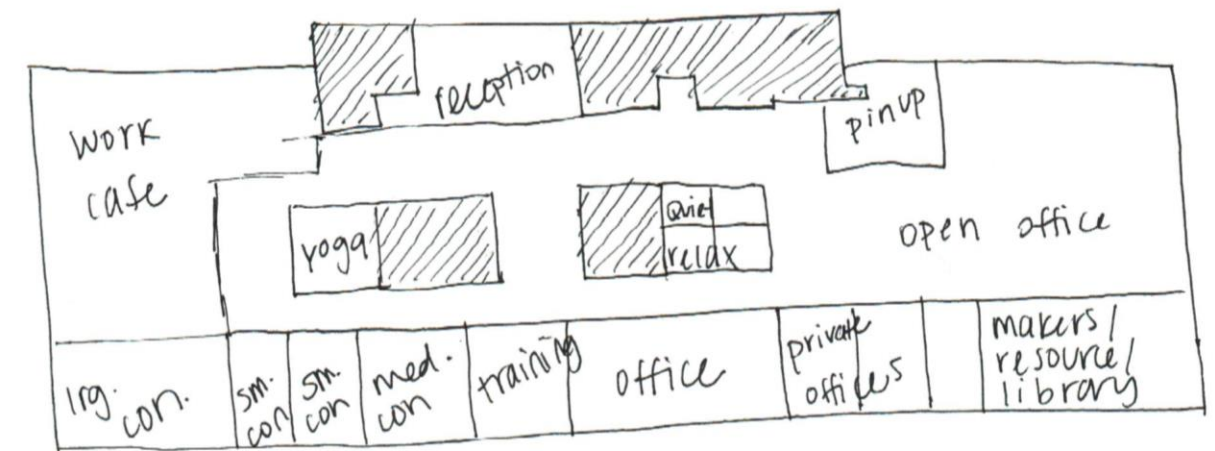 reception
work
cafe
pinup
yoga
Quiet
relax
open office
lrg.
con.
sm.
con
sm.
con
med.
con
training
office
private
offices
makers/
resource/
library